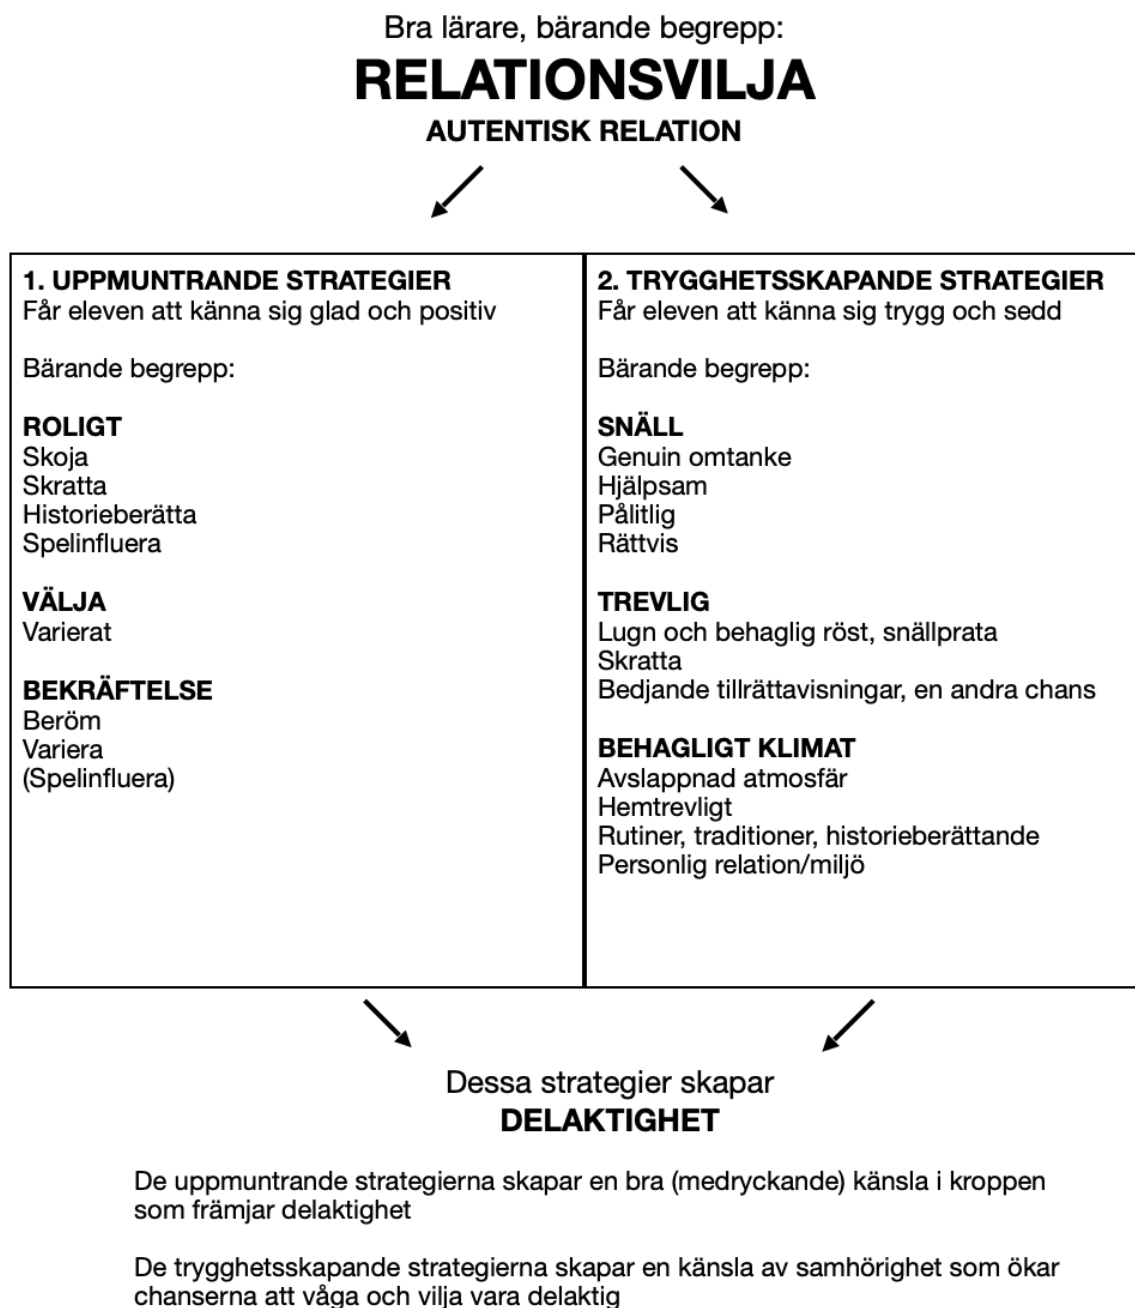 Bra lärare, bärande begrepp:
RELATIONSVILJA
AUTENTISK RELATION
1. UPPMUNTRANDE STRATEGIER
Får eleven att känna sig glad och positiv
Bärande begrepp:
ROLIGT
Skoja
Skratta
Historieberätta
Spelinfluera
VÄLJA
Varierat
BEKRÄFTELSE
Beröm
Variera
(Spelinfluera)
2. TRYGGHETSSKAPANDE STRATEGIER
Får eleven att känna sig trygg och sedd
Bärande begrepp:
SNÄLL
Genuin omtanke
Hjälpsam
Pålitlig
Rättvis
TREVLIG
Lugn och behaglig röst, snällprata
Skratta
Bedjande tillrättavisningar, en andra chans
BEHAGLIGT KLIMAT
Avslappnad atmosfär
Hemtrevligt
Rutiner, traditioner, historieberättande
Personlig relation/miljö
Dessa strategier skapar
DELAKTIGHET
De uppmuntrande strategierna skapar en bra (medryckande) känsla i kroppen
som främjar delaktighet
De trygghetsskapande strategierna skapar en känsla av samhörighet som ökar
chanserna att våga och vilja vara delaktig